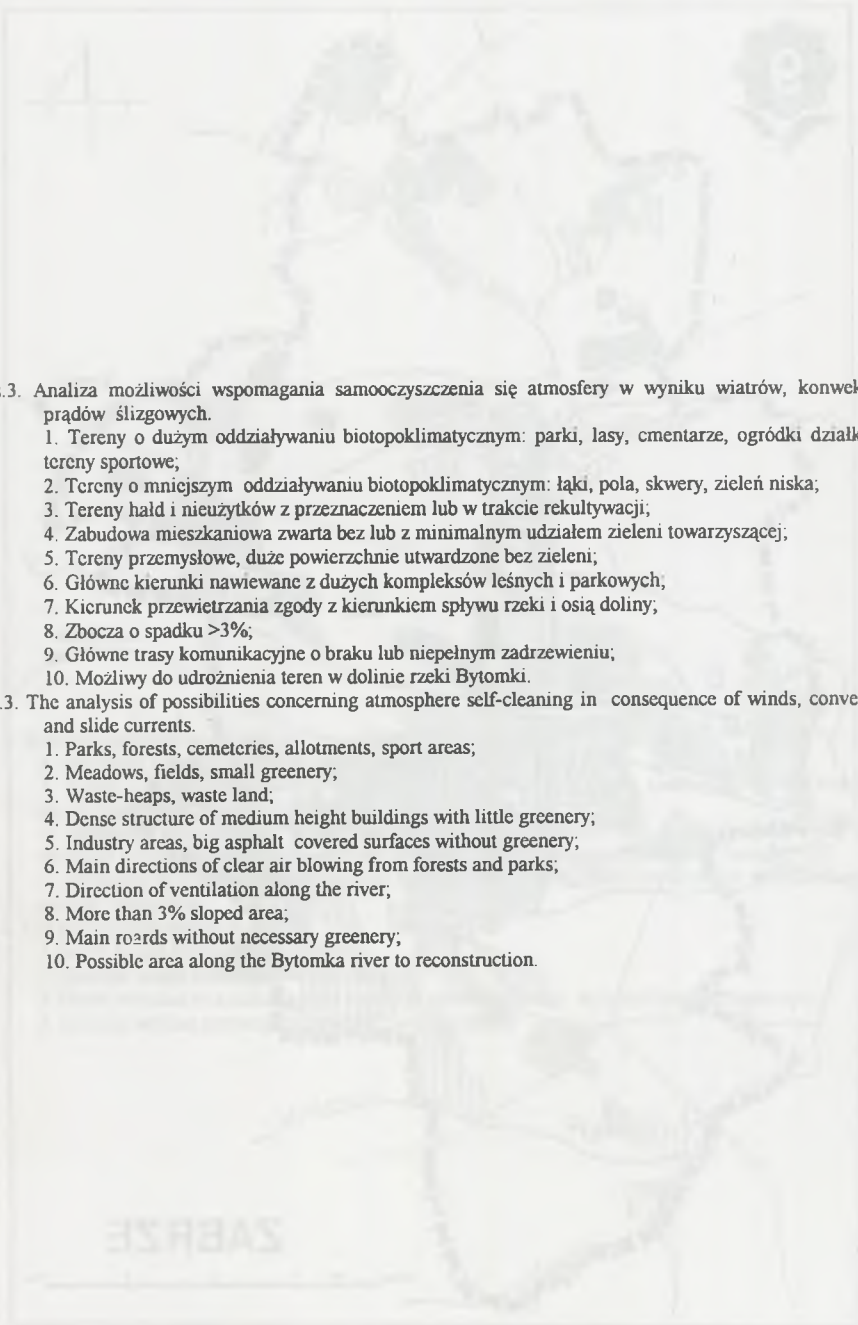 .3. Analiza możliwości wspomagania samooczyszczenia się atmosfery w wyniku wiatrów, konwek
prądów ślizgowych.
1. Tereny o dużym oddziaływaniu biotopoklimatycznym: parki, lasy, cmentarze, ogródki działk
tereny sportowe;
2. Tereny o mniejszym oddziaływaniu biotopoklimatycznym: łąki, pola, skwery, zieleń niska;
3. Tereny hałd i nieużytków z przeznaczeniem lub w trakcie rekultywacji;
4. Zabudowa mieszkaniowa zwarta bez lub z minimalnym udziałem zieleni towarzyszącej;
5. Tereny przemysłowe, duże powierzchnie utwardzone bez zieleni;
6. Główne kierunki nawiewane z dużych kompleksów leśnych i parkowych;
7. Kierunek przewietrzania zgody z kierunkiem spływu rzeki i osią doliny;
8. Zbocza o spadku >3%;
9. Główne trasy komunikacyjne o braku lub niepełnym zadrzewieniu;
10. Możliwy do udrożnienia teren w dolinie rzeki Bytomki.
.3. The analysis of possibilities concerning atmosphere self-cleaning in consequence of winds, conve
and slide currents.
1. Parks, forests, cemeteries, allotments, sport areas;
2. Meadows, fields, small greenery;
3. Waste-heaps, waste land;
4. Dense structure of medium height buildings with little greenery;
5. Industry areas, big asphalt covered surfaces without greenery;
6. Main directions of clear air blowing from forests and parks;
7. Direction of ventilation along the river;
8. More than 3% sloped area;
9. Main roards without necessary greenery;
10. Possible area along the Bytomka river to reconstruction.
ZABRZE